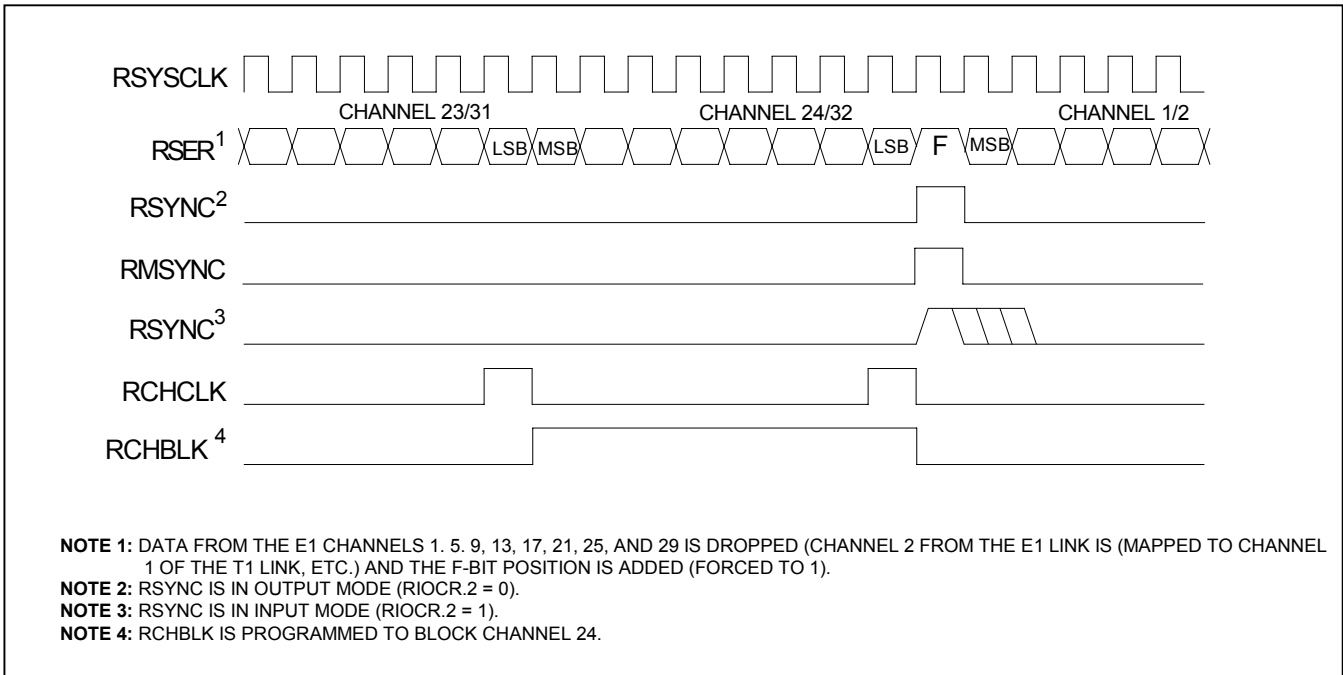 RSYSCLK
CHANNEL 23/31 CHANNEL 24/32 CHANNEL 1/2
RSER¹ LSB MSB LSB F MSB
RSYNC²
RMSYNC
RSYNC³
RCHCLK
RCHBLK ⁴
NOTE 1: DATA FROM THE E1 CHANNELS 1. 5. 9, 13, 17, 21, 25, AND 29 IS DROPPED (CHANNEL 2 FROM THE E1 LINK IS (MAPPED TO CHANNEL
1 OF THE T1 LINK, ETC.) AND THE F-BIT POSITION IS ADDED (FORCED TO 1).
NOTE 2: RSYNC IS IN OUTPUT MODE (RIOCR.2 = 0).
NOTE 3: RSYNC IS IN INPUT MODE (RIOCR.2 = 1).
NOTE 4: RCHBLK IS PROGRAMMED TO BLOCK CHANNEL 24.